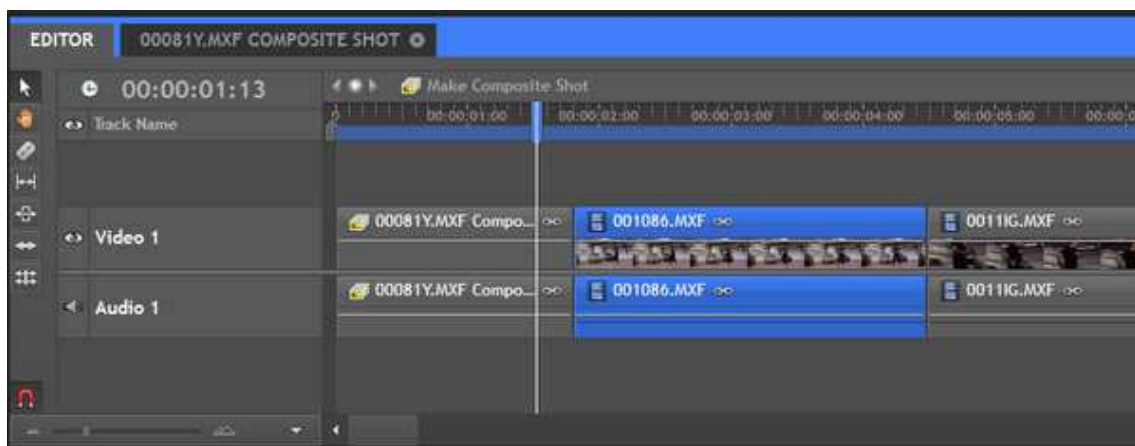 EDITOR 00081Y.MXF COMPOSITE SHOT
00:00:01:13 Make Composite Shot
Track Name 0 00:00:01:00 00:00:02:00 00:00:03:00 00:00:04:00 00:00:05:00
Video 1 00081Y.MXF Compo... 001086.MXF 0011IG.MXF
Audio 1 00081Y.MXF Compo... 001086.MXF 0011IG.MXF